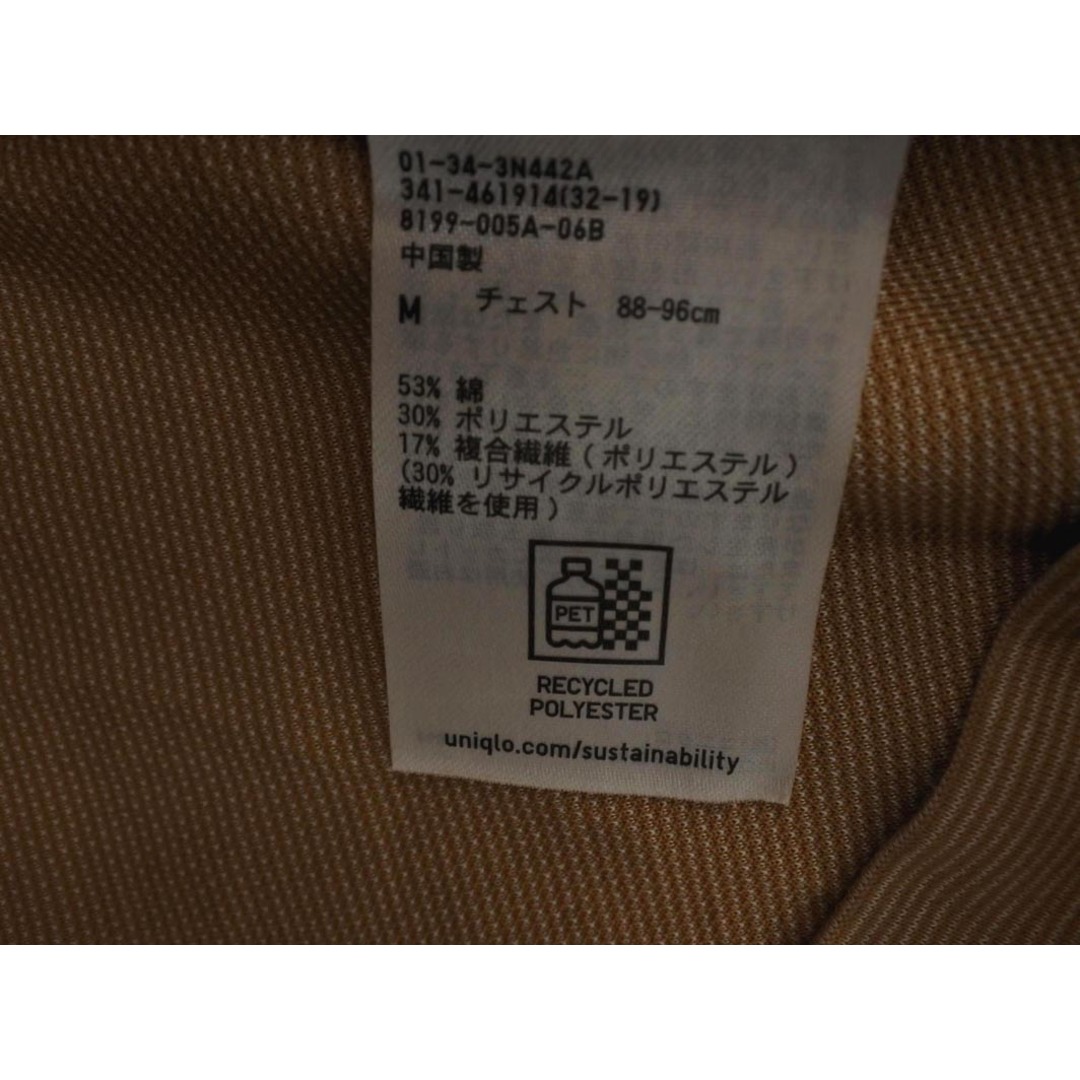 01-34-3N442A
341-461914(32-19)
8199-005A-06B
中国製
M チェスト 88-96cm
53% 綿
30% ポリエステル
17% 複合繊維 ( ポリエステル )
(30% リサイクルポリエステル
繊維を使用 )
PET
RECYCLED
POLYESTER
uniqlo.com/sustainability